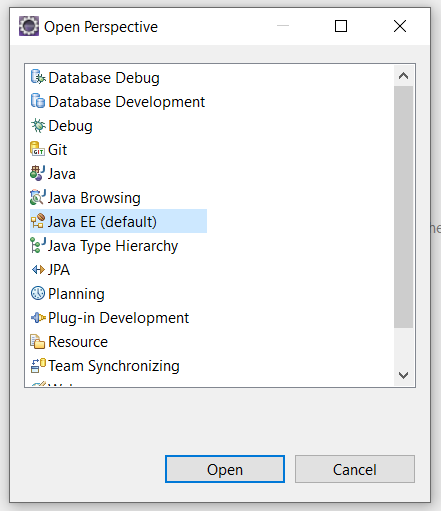 Open Perspective
Database Debug
Database Development
Debug
GIT Git
Java
Java Browsing
Java EE (default)
Java Type Hierarchy
JPA
Planning
Plug-in Development
Resource
Team Synchronizing
Open
Cancel